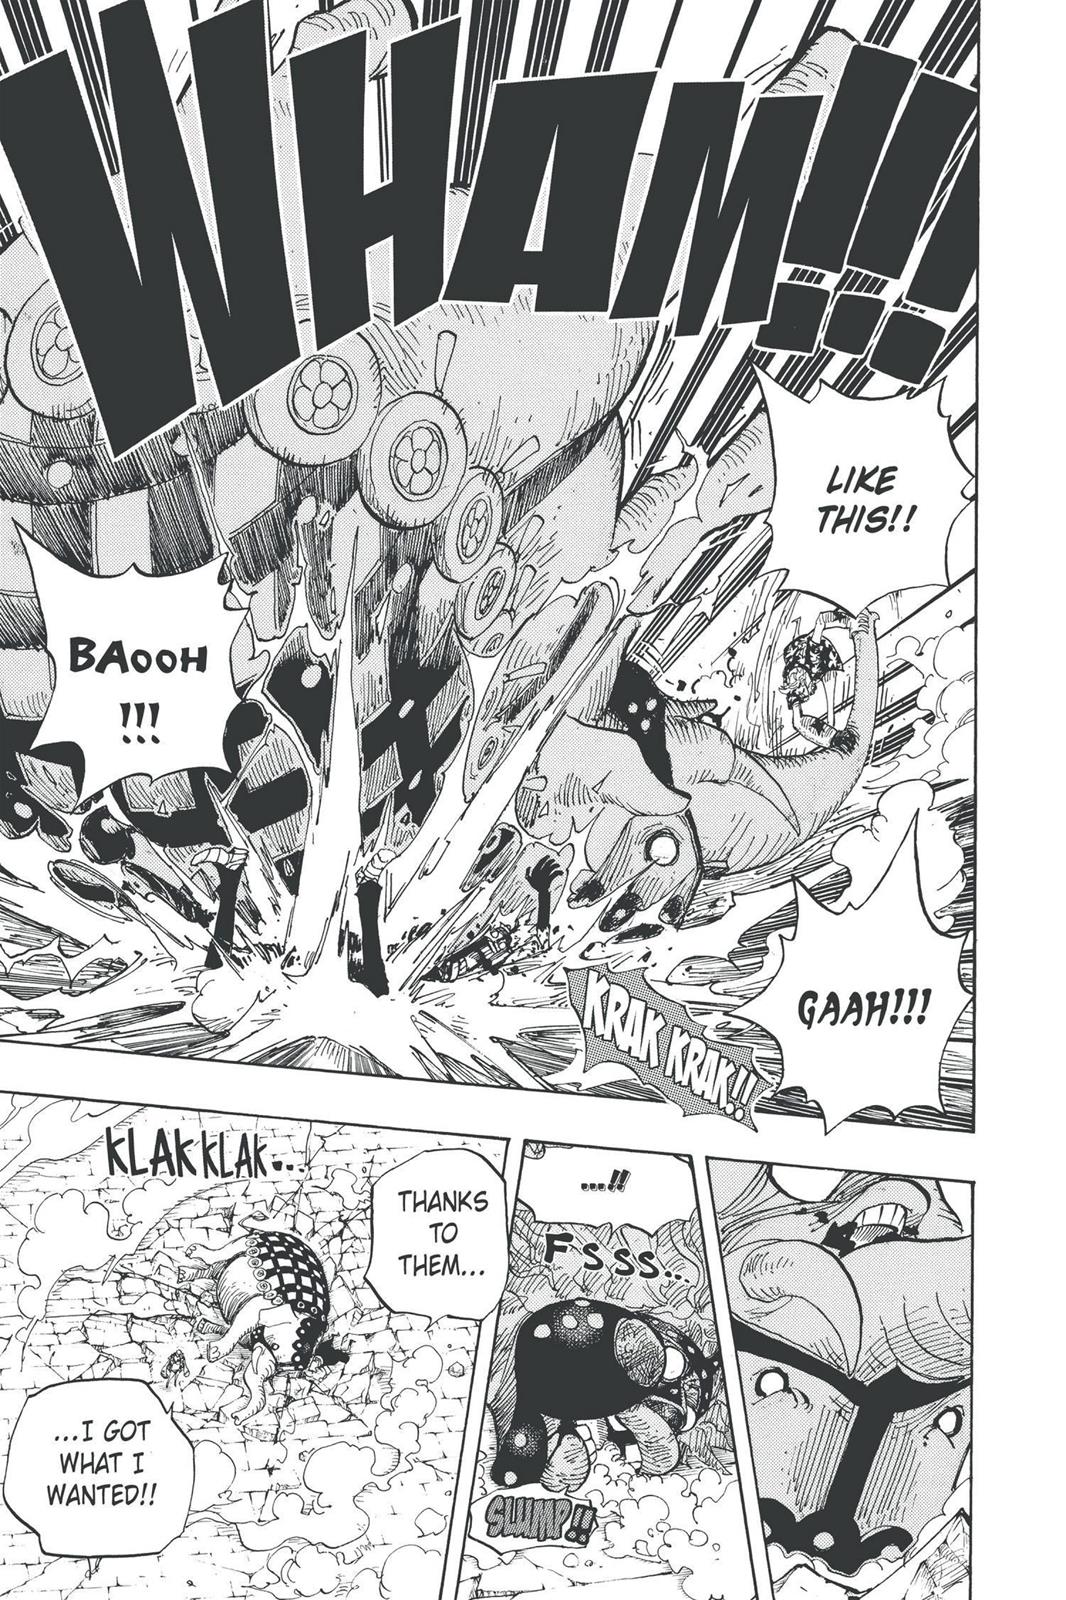 WHAM!!!
LIKE
THIS!!
BAOOH
!!!
GAAH!!!
KRAK KRAK!!
...!!
FSSS...
SLUMP!!
KLAK KLAK...
THANKS
TO
THEM...
...I GOT
WHAT I
WANTED!!